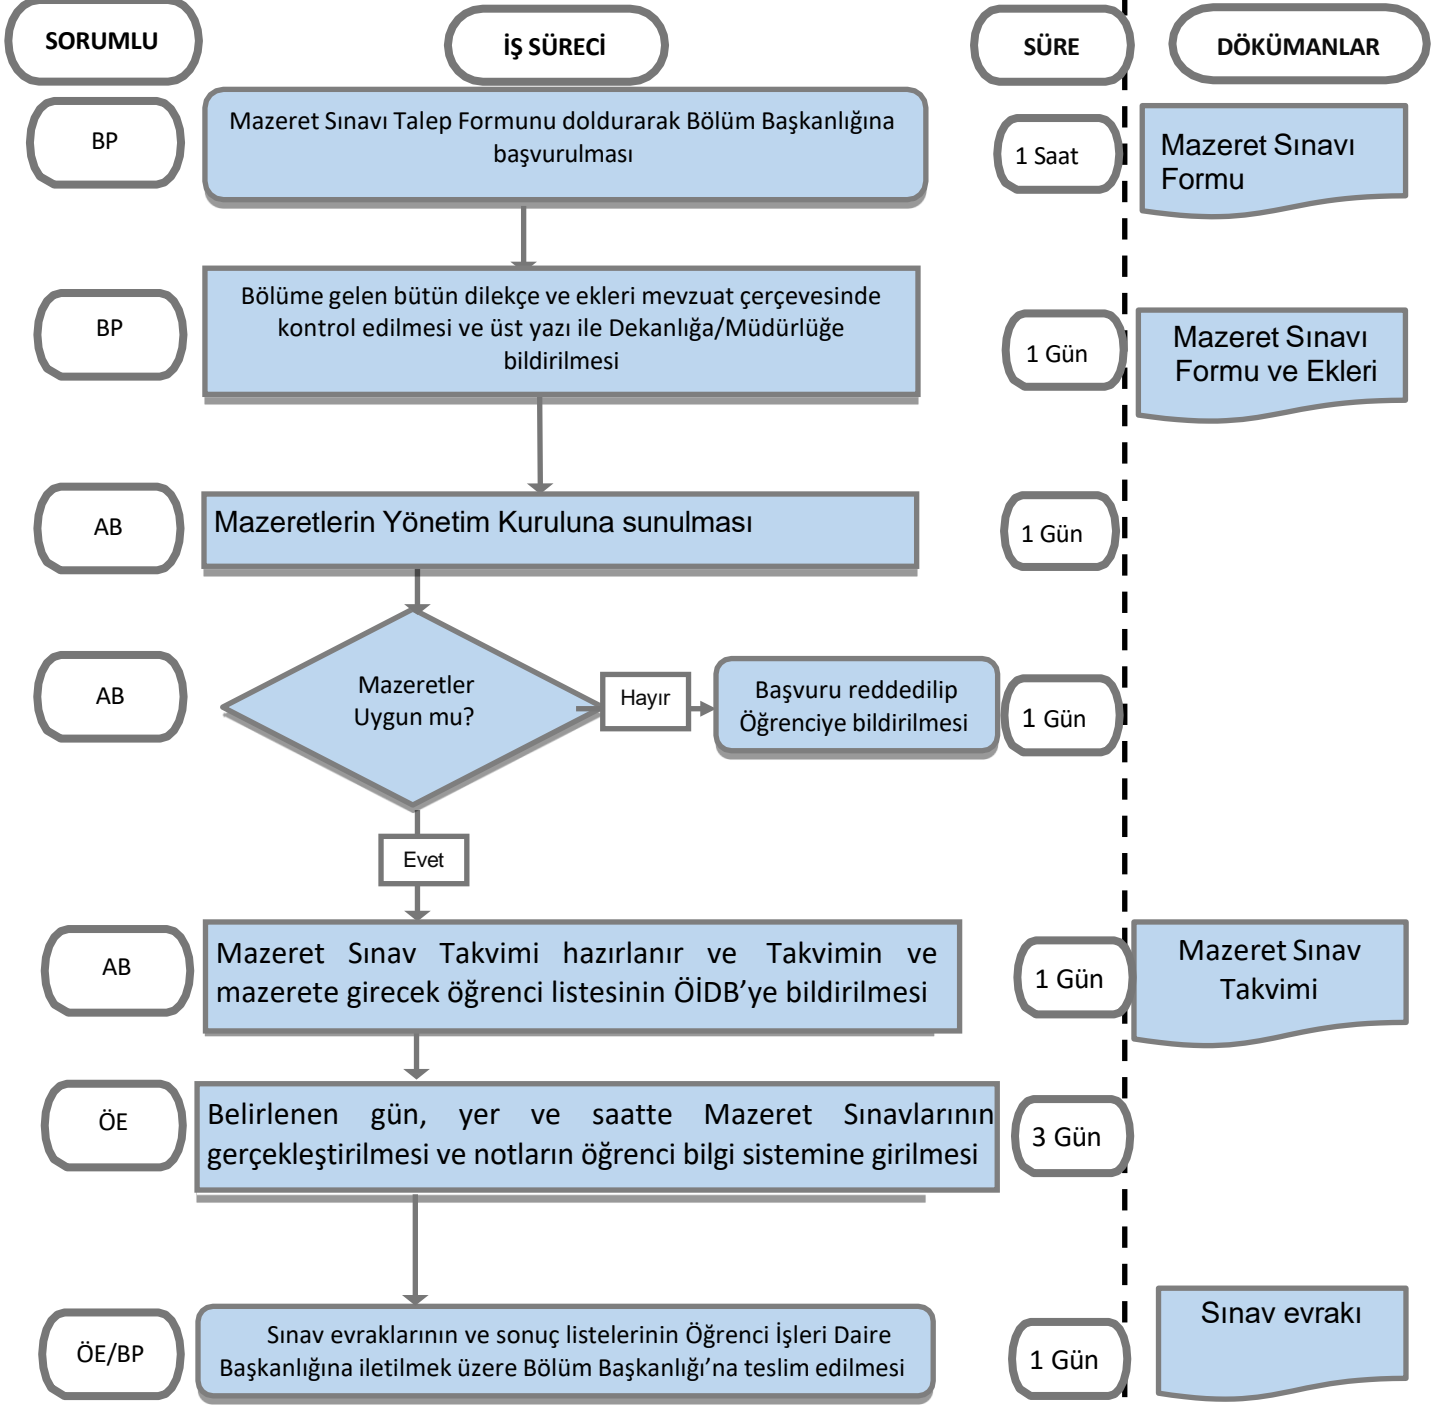 SORUMLU
İŞ SÜRECİ
SÜRE
DÖKÜMANLAR
BP
Mazeret Sınavı Talep Formunu doldurarak Bölüm Başkanlığına
başvurulması
1 Saat
Mazeret Sınavı
Formu
BP
Bölüme gelen bütün dilekçe ve ekleri mevzuat çerçevesinde
kontrol edilmesi ve üst yazı ile Dekanlığa/Müdürlüğe
bildirilmesi
1 Gün
Mazeret Sınavı
Formu ve Ekleri
AB
Mazeretlerin Yönetim Kuruluna sunulması
1 Gün
AB
Mazeretler
Uygun mu?
Hayır
Başvuru reddedilip
Öğrenciye bildirilmesi
1 Gün
Evet
AB
Mazeret Sınav Takvimi hazırlanır ve Takvimin ve
mazerete girecek öğrenci listesinin ÖİDB’ye bildirilmesi
1 Gün
Mazeret Sınav
Takvimi
ÖE
Belirlenen gün, yer ve saatte Mazeret Sınavlarının
gerçekleştirilmesi ve notların öğrenci bilgi sistemine girilmesi
3 Gün
ÖE/BP
Sınav evraklarının ve sonuç listelerinin Öğrenci İşleri Daire
Başkanlığına iletilmek üzere Bölüm Başkanlığı’na teslim edilmesi
1 Gün
Sınav evrakı